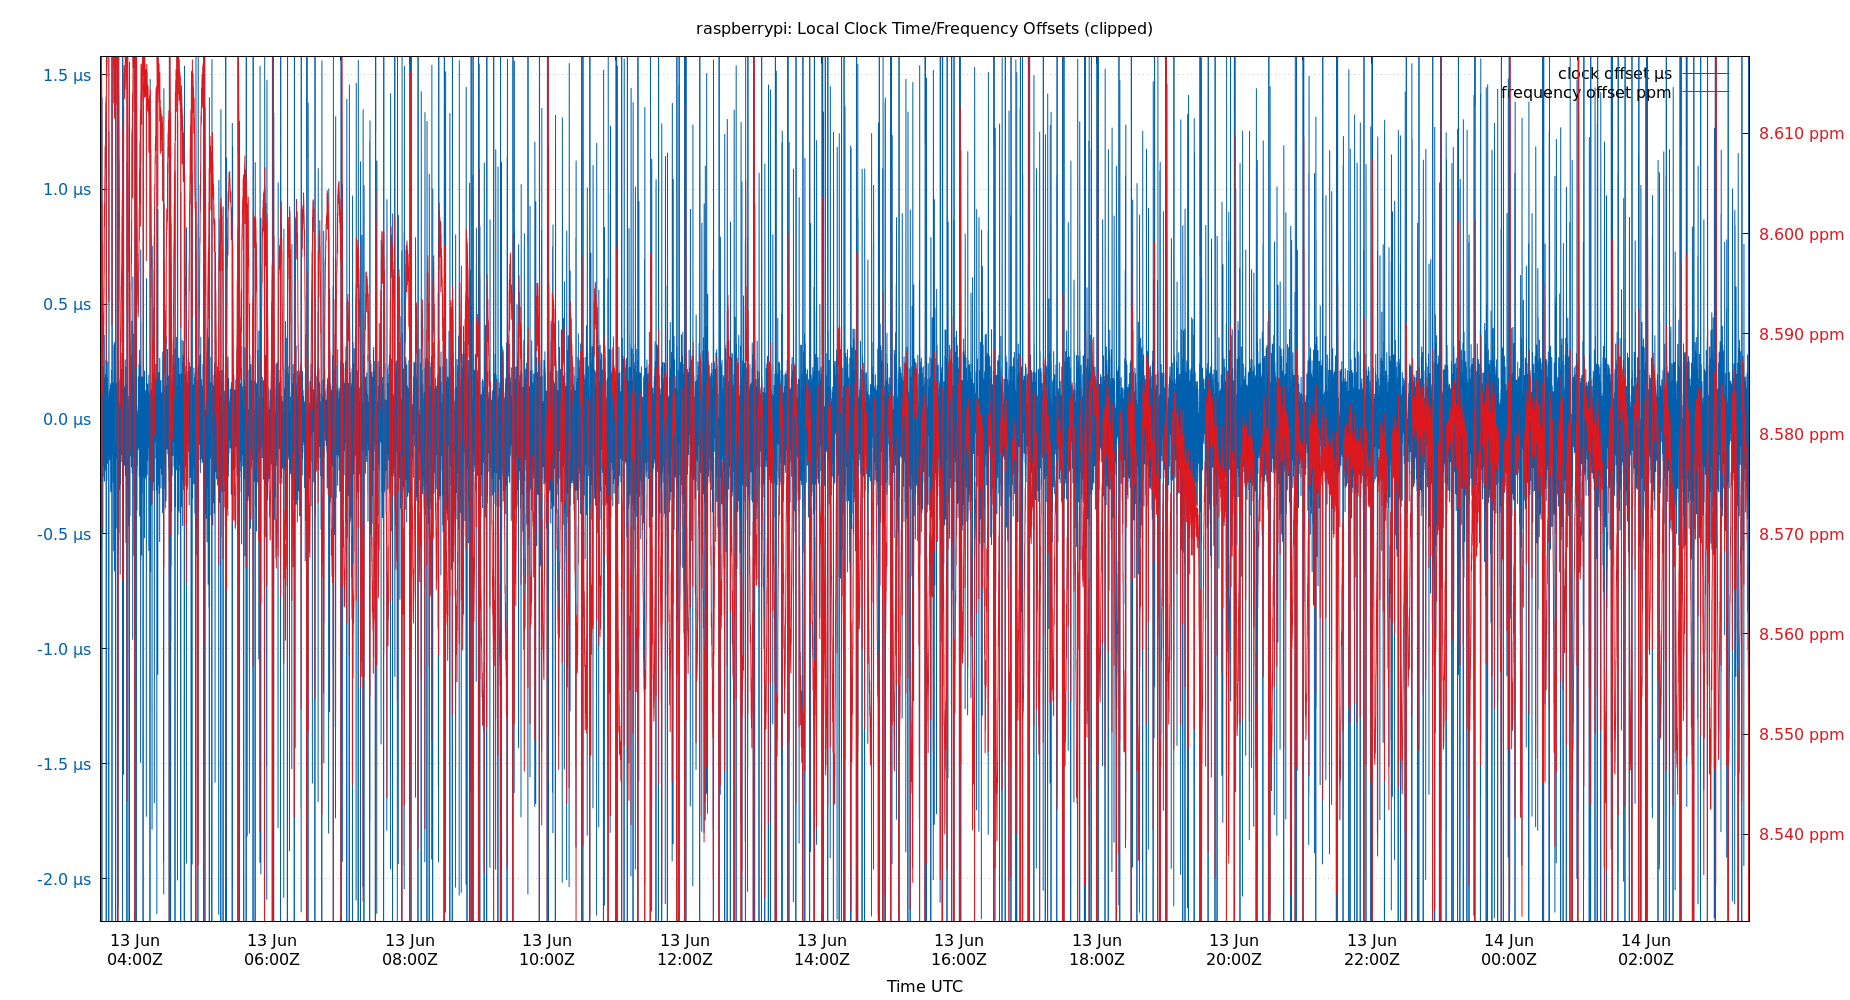 raspberrypi: Local Clock Time/Frequency Offsets (clipped)
clock offset µs
frequency offset ppm
1.5 µs
1.0 µs
0.5 µs
0.0 µs
-0.5 µs
-1.0 µs
-1.5 µs
-2.0 µs
8.610 ppm
8.600 ppm
8.590 ppm
8.580 ppm
8.570 ppm
8.560 ppm
8.550 ppm
8.540 ppm
13 Jun 13 Jun 13 Jun 13 Jun 13 Jun 13 Jun 13 Jun 13 Jun 13 Jun 13 Jun 14 Jun 14 Jun
04:00Z 06:00Z 08:00Z 10:00Z 12:00Z 14:00Z 16:00Z 18:00Z 20:00Z 22:00Z 00:00Z 02:00Z
Time UTC